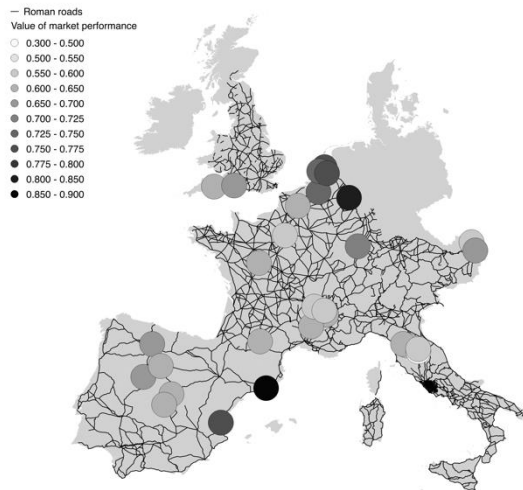 — Roman roads
Value of market performance
0.300 - 0.500
0.500 - 0.550
0.550 - 0.600
0.600 - 0.650
0.650 - 0.700
0.700 - 0.725
0.725 - 0.750
0.750 - 0.775
0.775 - 0.800
0.800 - 0.850
0.850 - 0.900